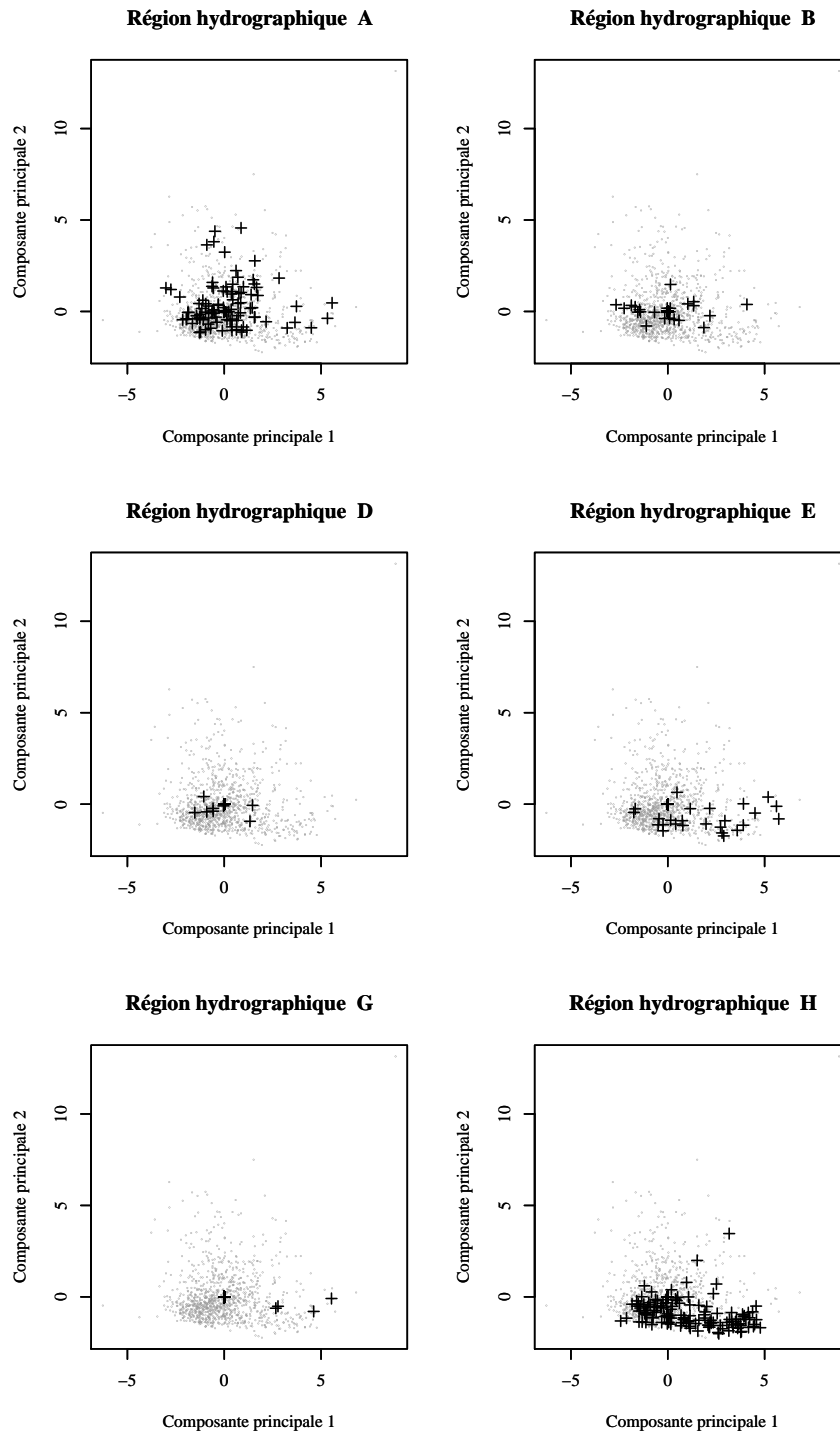 Région hydrographique A
Région hydrographique B
Composante principale 2
10
5
0
−5
0
5
Composante principale 1
Composante principale 2
10
5
0
−5
0
5
Composante principale 1
Région hydrographique D
Région hydrographique E
Composante principale 2
10
5
0
−5
0
5
Composante principale 1
Composante principale 2
10
5
0
−5
0
5
Composante principale 1
Région hydrographique G
Région hydrographique H
Composante principale 2
10
5
0
−5
0
5
Composante principale 1
Composante principale 2
10
5
0
−5
0
5
Composante principale 1